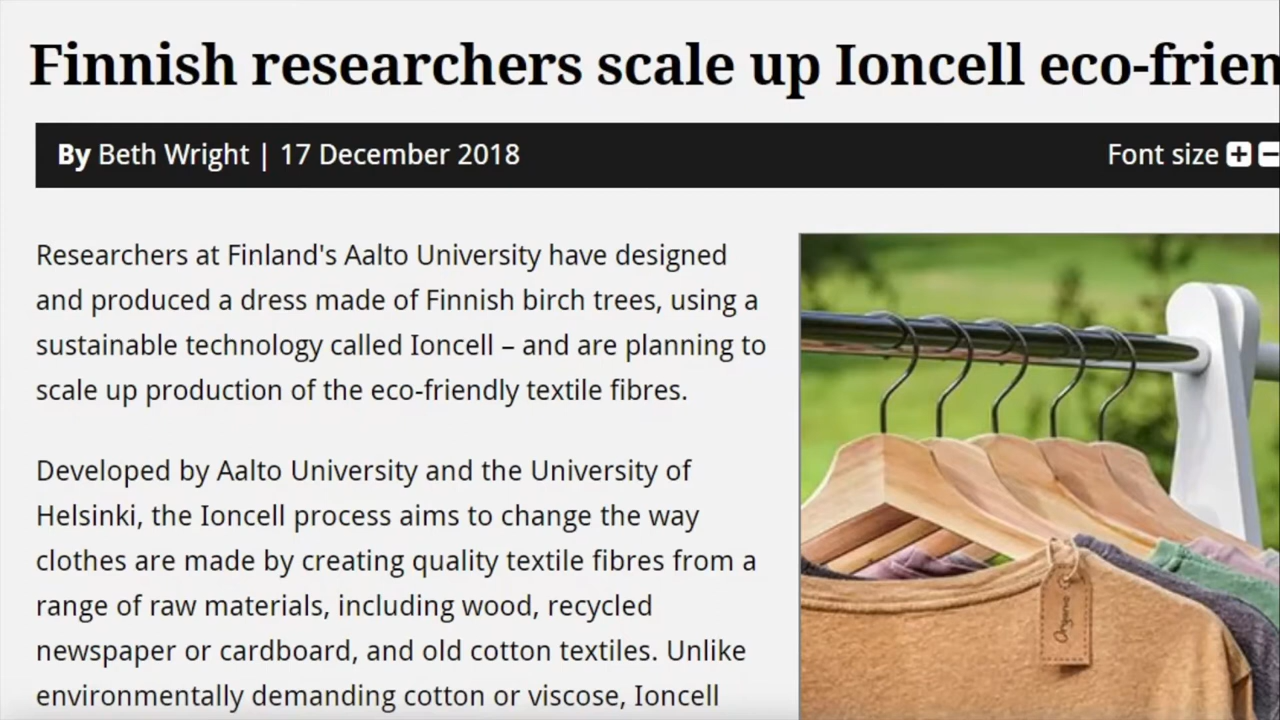 Finnish researchers scale up Ioncell eco-frien
By Beth Wright | 17 December 2018
Font size
Researchers at Finland's Aalto University have designed
and produced a dress made of Finnish birch trees, using a
sustainable technology called Ioncell – and are planning to
scale up production of the eco-friendly textile fibres.
Developed by Aalto University and the University of
Helsinki, the Ioncell process aims to change the way
clothes are made by creating quality textile fibres from a
range of raw materials, including wood, recycled
newspaper or cardboard, and old cotton textiles. Unlike
environmentally demanding cotton or viscose, Ioncell
Organic